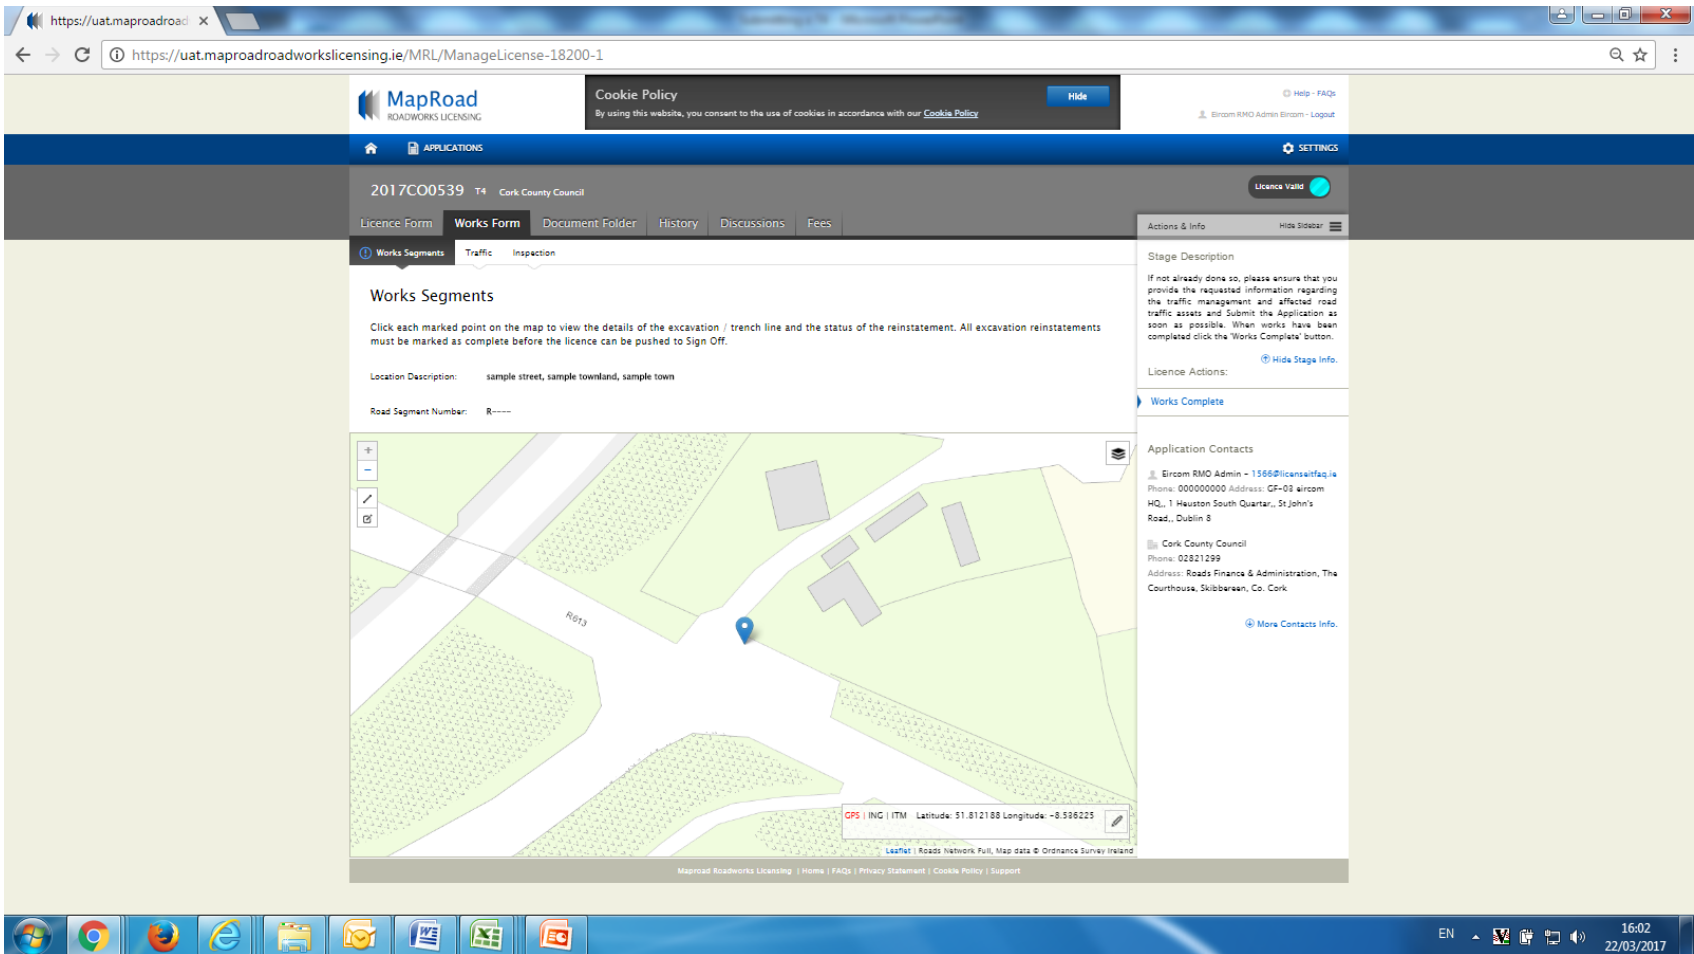 https://uat.maproadroad
https://uat.maproadroadworkslicensing.ie/MRL/ManageLicense-18200-1
MapRoad
ROADWORKS LICENSING
Cookie Policy
By using this website, you consent to the use of cookies in accordance with our Cookie Policy
Hide
Help - FAQs
Eircom RMO Admin Eircom - Logout
APPLICATIONS
SETTINGS
2017CO0539 T4 Cork County Council
Licence Valid
Licence Form Works Form Document Folder History Discussions Fees
Actions & Info Hide Sidebar
Works Segments Traffic Inspection
Works Segments
Click each marked point on the map to view the details of the excavation / trench line and the status of the reinstatement. All excavation reinstatements
must be marked as complete before the licence can be pushed to Sign Off.
Location Description: sample street, sample townland, sample town
Road Segment Number: R----
Stage Description
If not already done so, please ensure that you
provide the requested information regarding
the traffic management and affected road
traffic assets and Submit the Application as
soon as possible. When works have been
completed click the 'Works Complete' button.
Hide Stage Info.
Licence Actions:
Works Complete
Application Contacts
Eircom RMO Admin - 1566@licenseitfaq.ie
Phone: 000000000 Address: GF-03 eircom
HQ,, 1 Heuston South Quarter,, St John's
Road,, Dublin 8
Cork County Council
Phone: 02821299
Address: Roads Finance & Administration, The
Courthouse, Skibbereen, Co. Cork
More Contacts Info.
+
−
R613
GPS | ING | ITM Latitude: 51.812188 Longitude: -8.536225
Leaflet | Roads Network Full, Map data © Ordnance Survey Ireland
Maproad Roadworks Licensing | Home | FAQs | Privacy Statement | Cookie Policy | Support
EN
16:02
22/03/2017